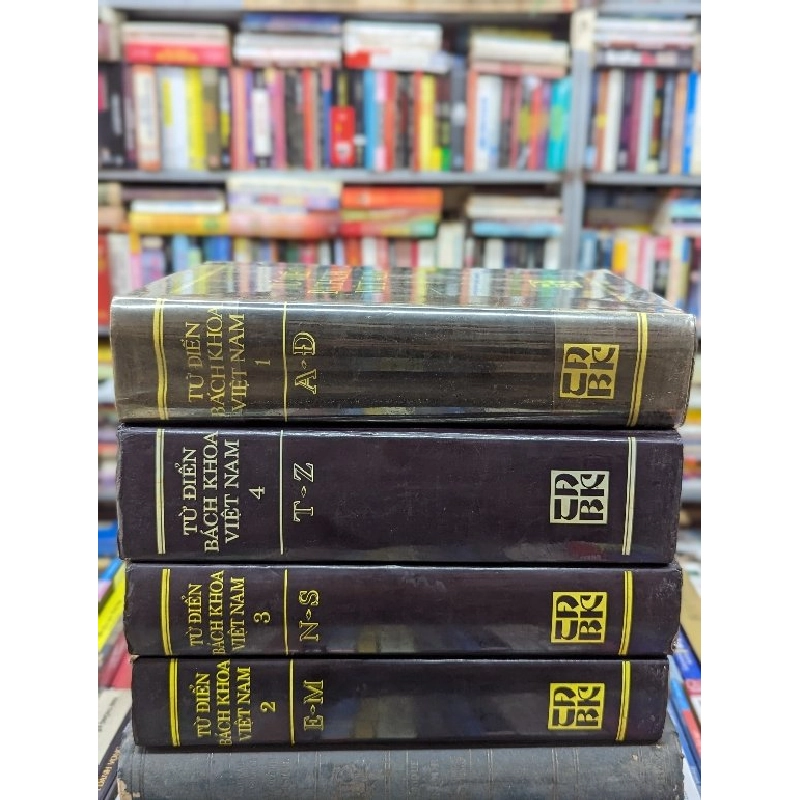 TỪ ĐIỂN
BÁCH KHOA
VIỆT NAM
1
A-Đ
TĐ
BK
TỪ ĐIỂN
BÁCH KHOA
VIỆT NAM
4
T-Z
TĐ
BK
TỪ ĐIỂN
BÁCH KHOA
VIỆT NAM
3
N-S
TĐ
BK
TỪ ĐIỂN
BÁCH KHOA
VIỆT NAM
2
E-M
TĐ
BK